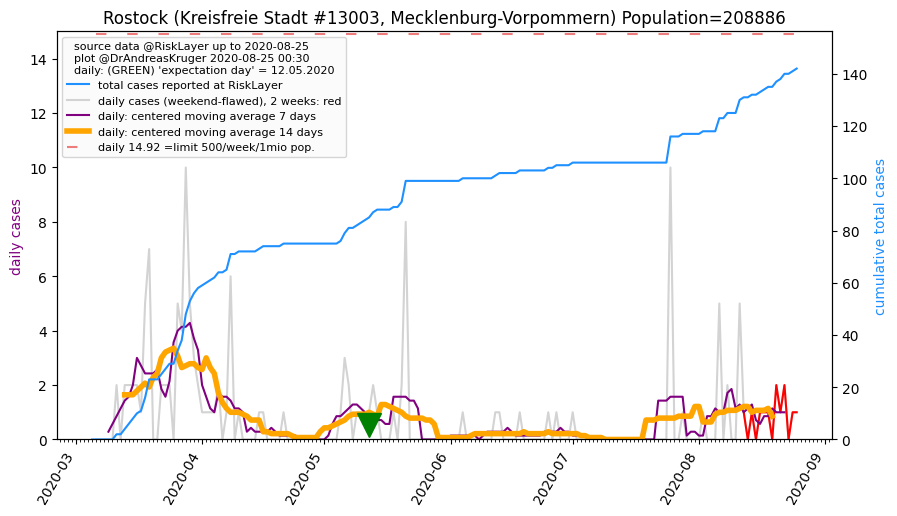 Rostock (Kreisfreie Stadt #13003, Mecklenburg-Vorpommern) Population=208886
source data @RiskLayer up to 2020-08-25
plot @DrAndreasKruger 2020-08-25 00:30
daily: (GREEN) 'expectation day' = 12.05.2020
total cases reported at RiskLayer
daily cases (weekend-flawed), 2 weeks: red
daily: centered moving average 7 days
daily: centered moving average 14 days
daily 14.92 =limit 500/week/1mio pop.
daily cases
14
12
10
8
6
4
2
0
cumulative total cases
140
120
100
80
60
40
20
0
2020-03
2020-04
2020-05
2020-06
2020-07
2020-08
2020-09